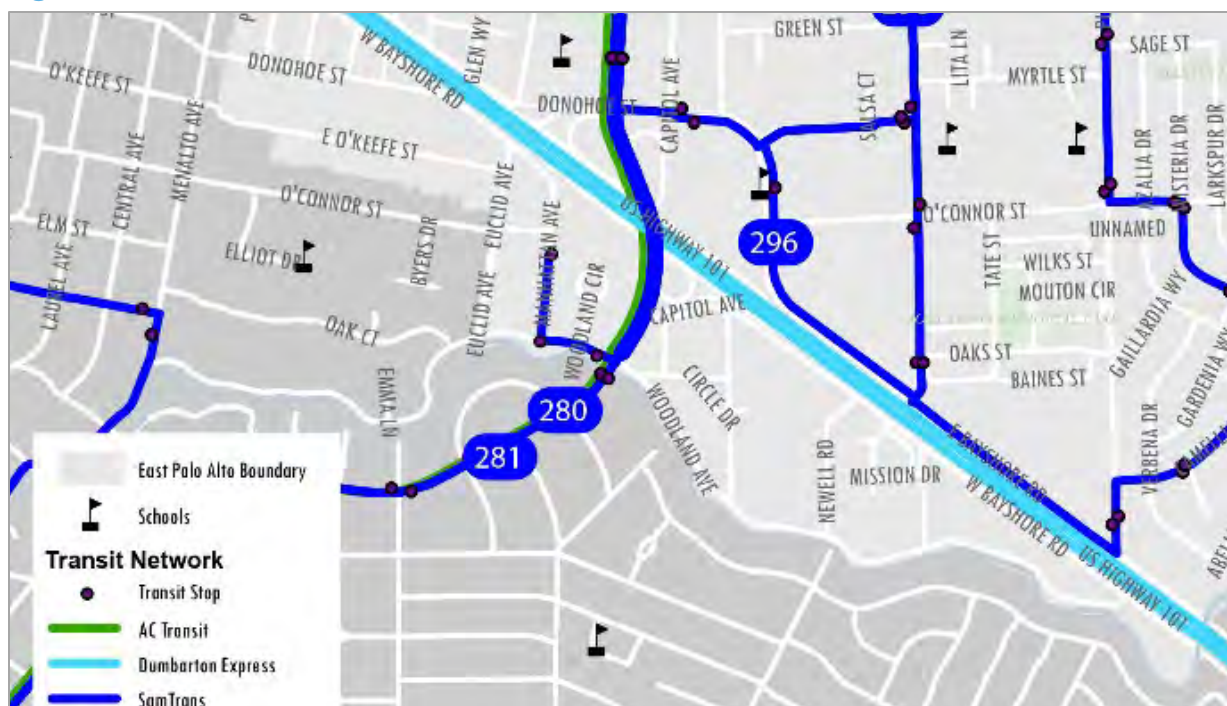 GREEN ST
SAGE ST
W BAYSHORE RD
GLEN WY
LITA LN
O'KEEFE ST
DONOHOE ST
CAPITOL AVE
SALSA CT
MYRTLE ST
DONOHOE ST
E O'KEEFE ST
CENTRAL AVE
MENALTO AVE
AZALIA DR
WISTERIA DR
LARKSPUR DR
O'CONNOR ST
EUCLID AVE
O'CONNOR ST
ELM ST
ELLIOT DR
BYERS DR
MANHATTAN AVE
US HIGHWAY 101
296
UNNAMED
TATE ST
WILKS ST
MOUTON CIR
LAUREL AVE
OAK CT
EUCLID AVE
WOODLAND CIR
CAPITOL AVE
GAILLARDIA WY
OAKS ST
BAINES ST
GARDENIA WY
EMMA LN
CIRCLE DR
WOODLAND AVE
280
281
NEWELL RD
MISSION DR
E BAYSHORE RD
W BAYSHORE RD
VERBENA DR
US HIGHWAY 101
East Palo Alto Boundary
Schools
Transit Network
Transit Stop
AC Transit
Dumbarton Express
SamTrans